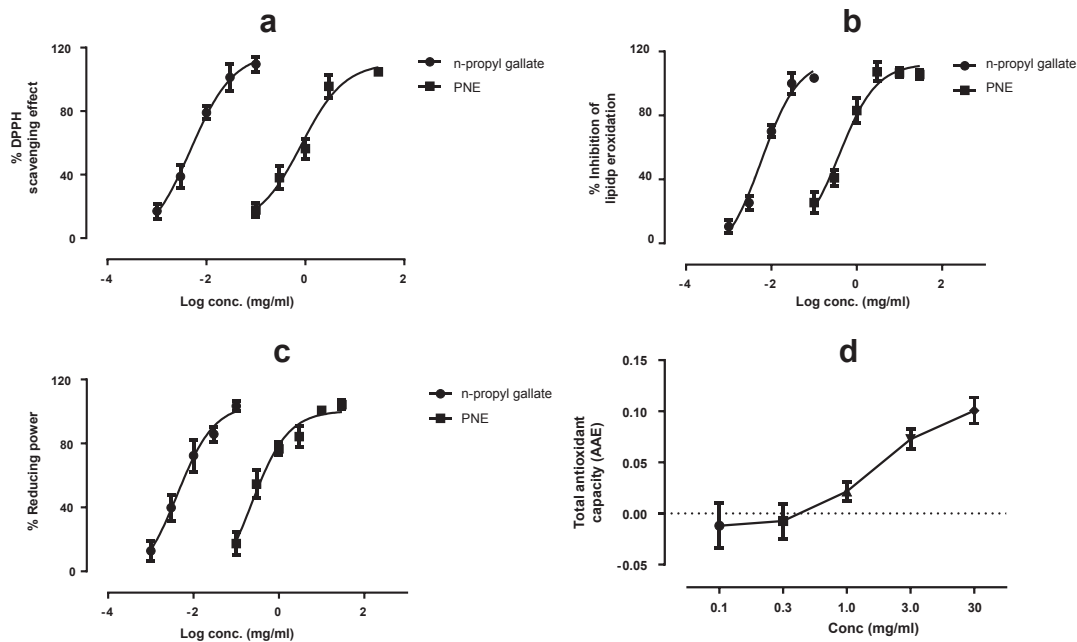 a
120
80
40
0
% DPPH
scavenging effect
-4
-2
0
2
Log conc. (mg/ml)
n-propyl gallate
PNE
b
120
80
40
0
% Inhibition of
lipidp eroxidation
-4
-2
0
2
Log conc. (mg/ml)
n-propyl gallate
PNE
c
120
80
40
0
% Reducing power
-4
-2
0
2
Log conc. (mg/ml)
n-propyl gallate
PNE
d
0.15
0.10
0.05
0.00
-0.05
Total antioxidant
capacity (AAE)
0.1
0.3
1.0
3.0
30
Conc (mg/ml)